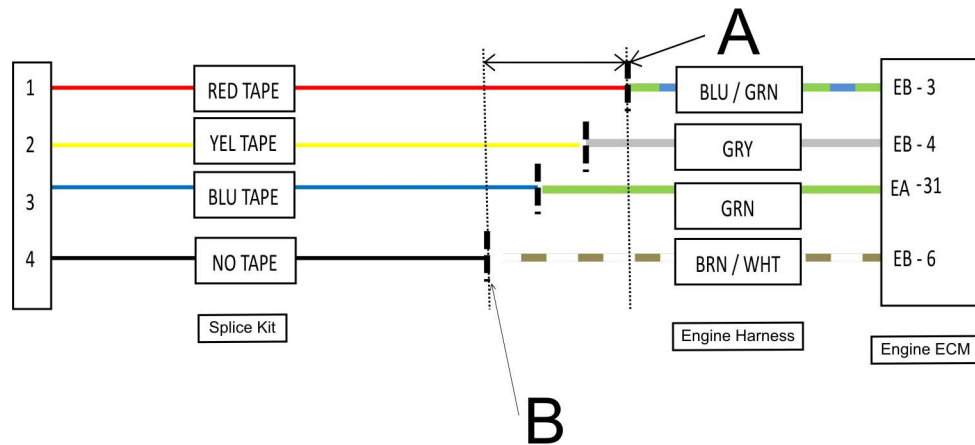 A
1
RED TAPE
BLU / GRN
EB - 3
2
YEL TAPE
GRY
EB - 4
3
BLU TAPE
GRN
EA -31
4
NO TAPE
BRN / WHT
EB - 6
Splice Kit
Engine Harness
Engine ECM
B